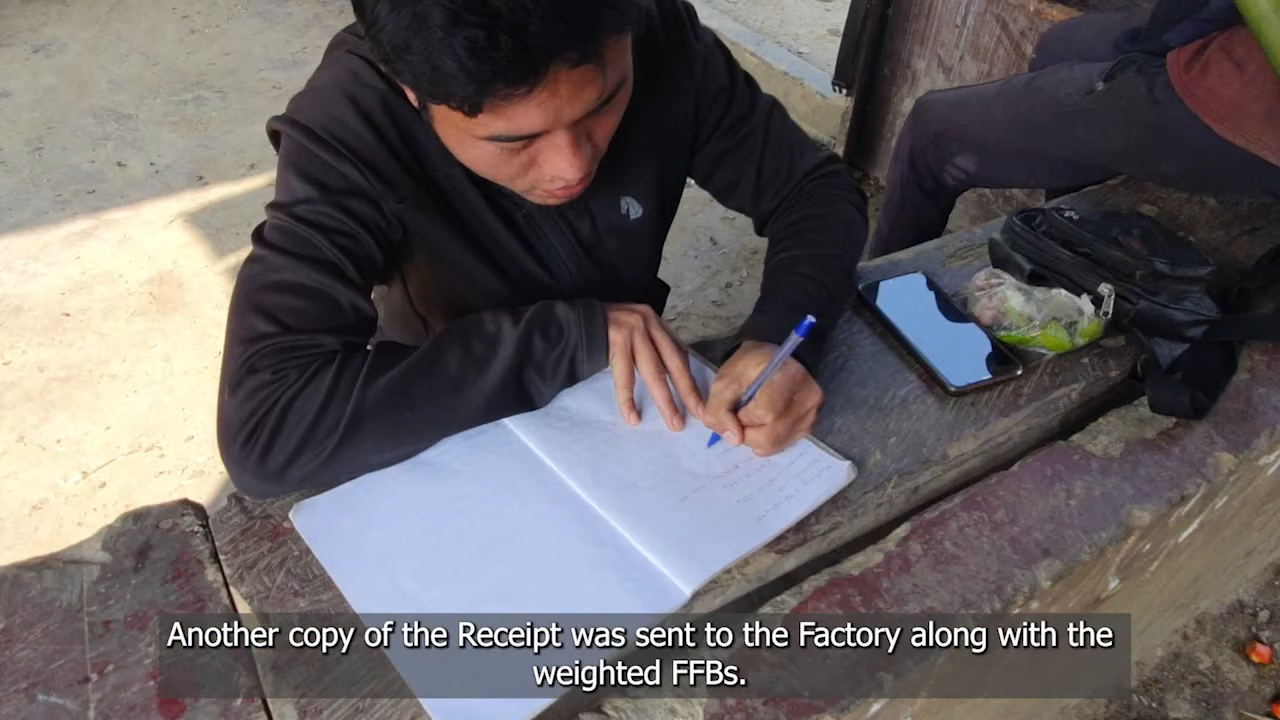 Another copy of the Receipt was sent to the Factory along with the
weighted FFBs.